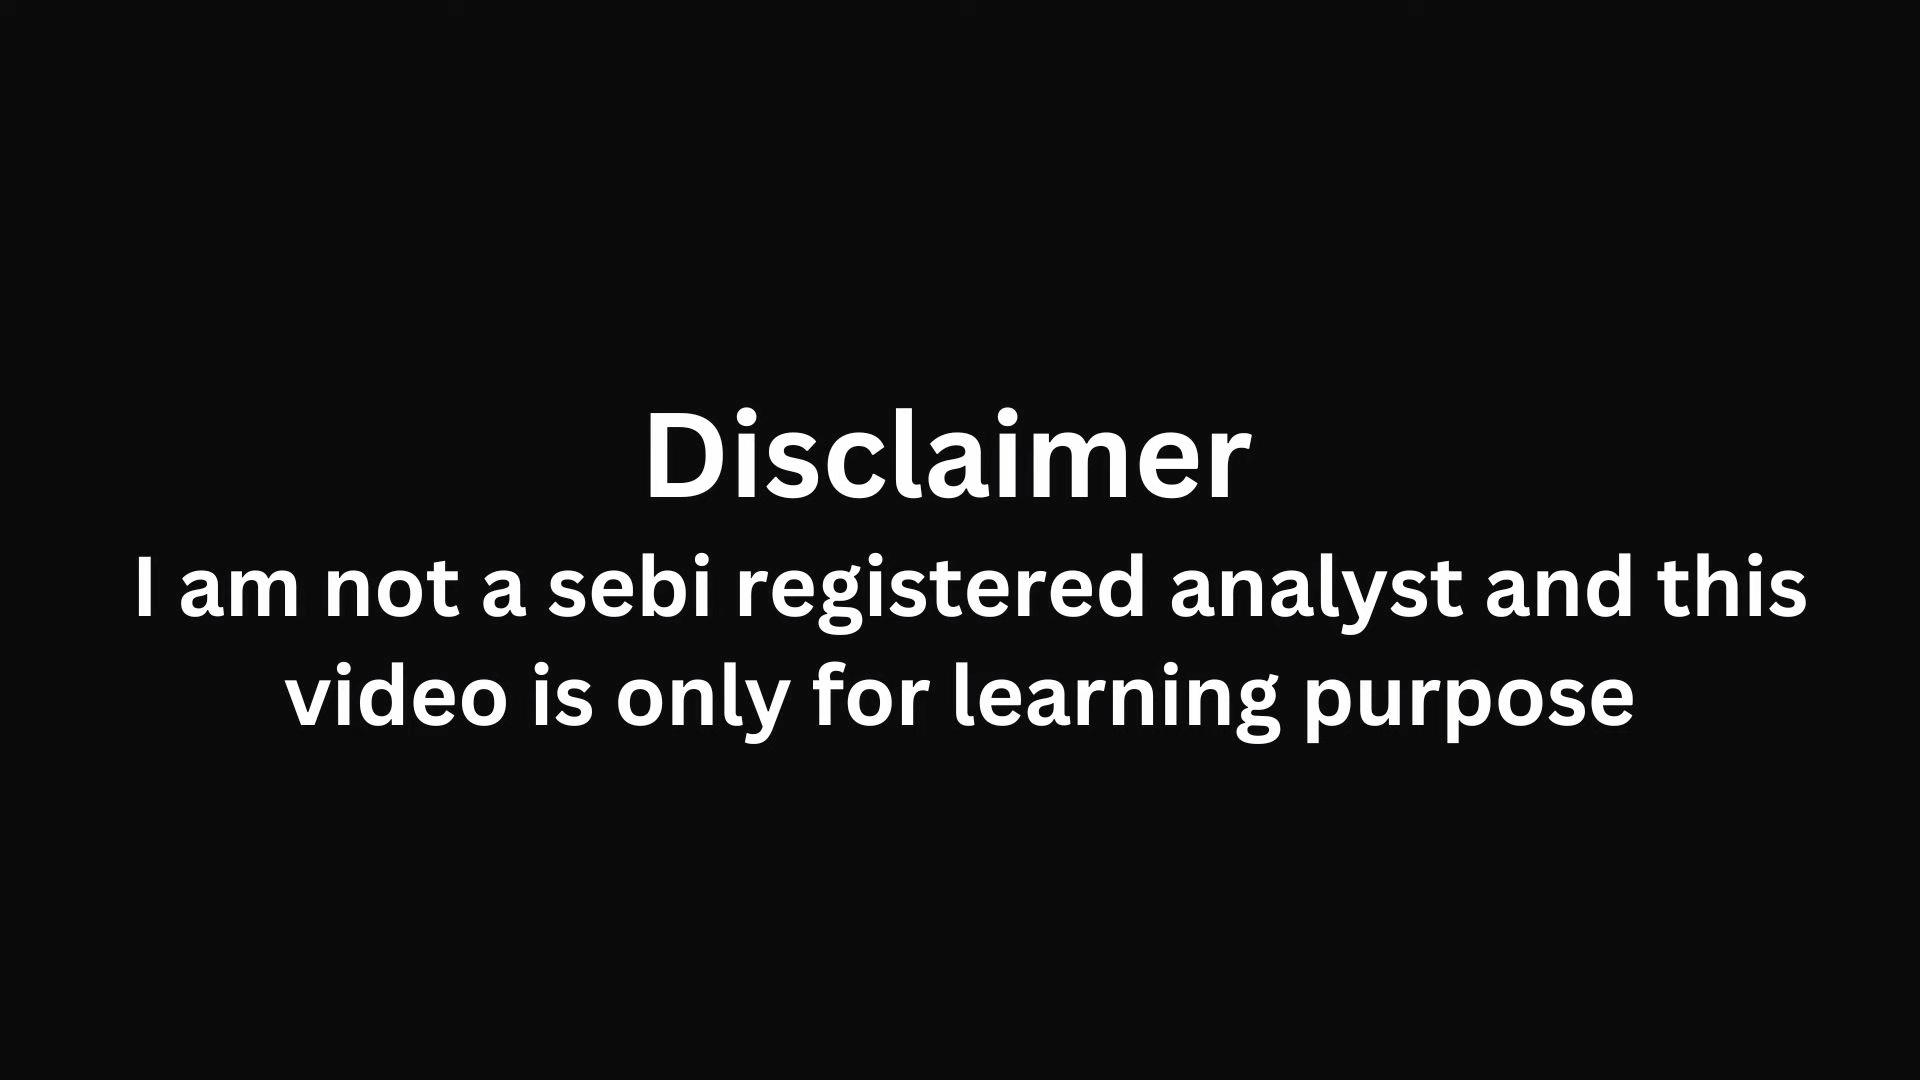 Disclaimer
I am not a sebi registered analyst and this
video is only for learning purpose